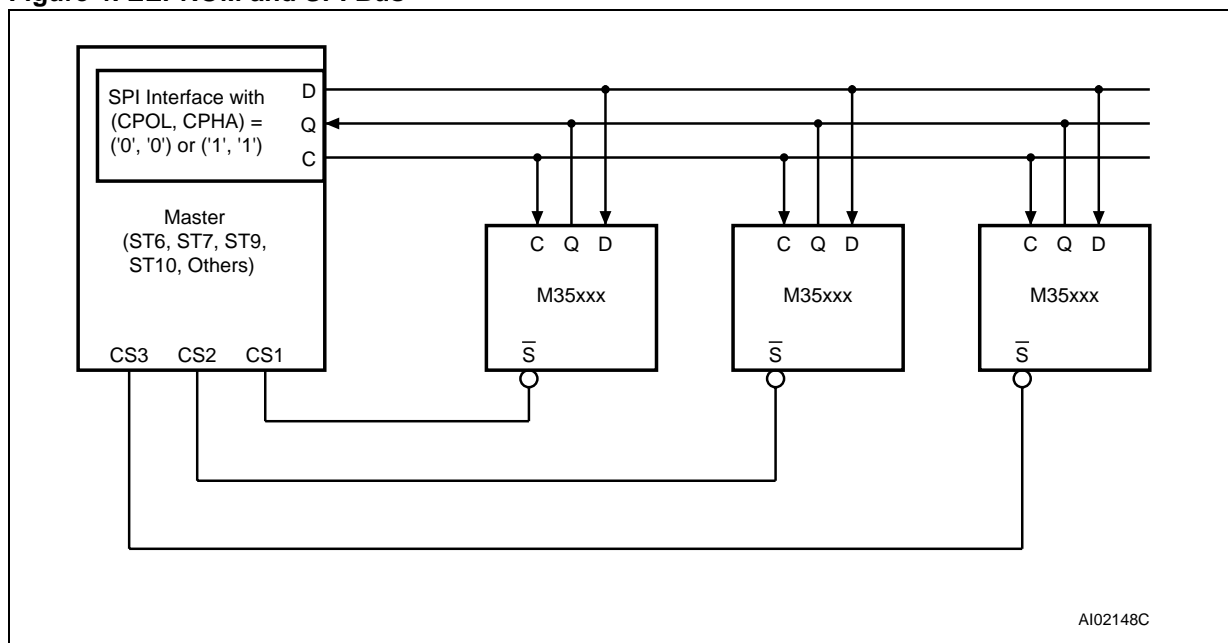 SPI Interface with
(CPOL, CPHA) =
('0', '0') or ('1', '1')
D
Q
C
Master
(ST6, ST7, ST9,
ST10, Others)
CS3 CS2 CS1
C Q D
M35xxx
S̅
C Q D
M35xxx
S̅
C Q D
M35xxx
S̅
AI02148C